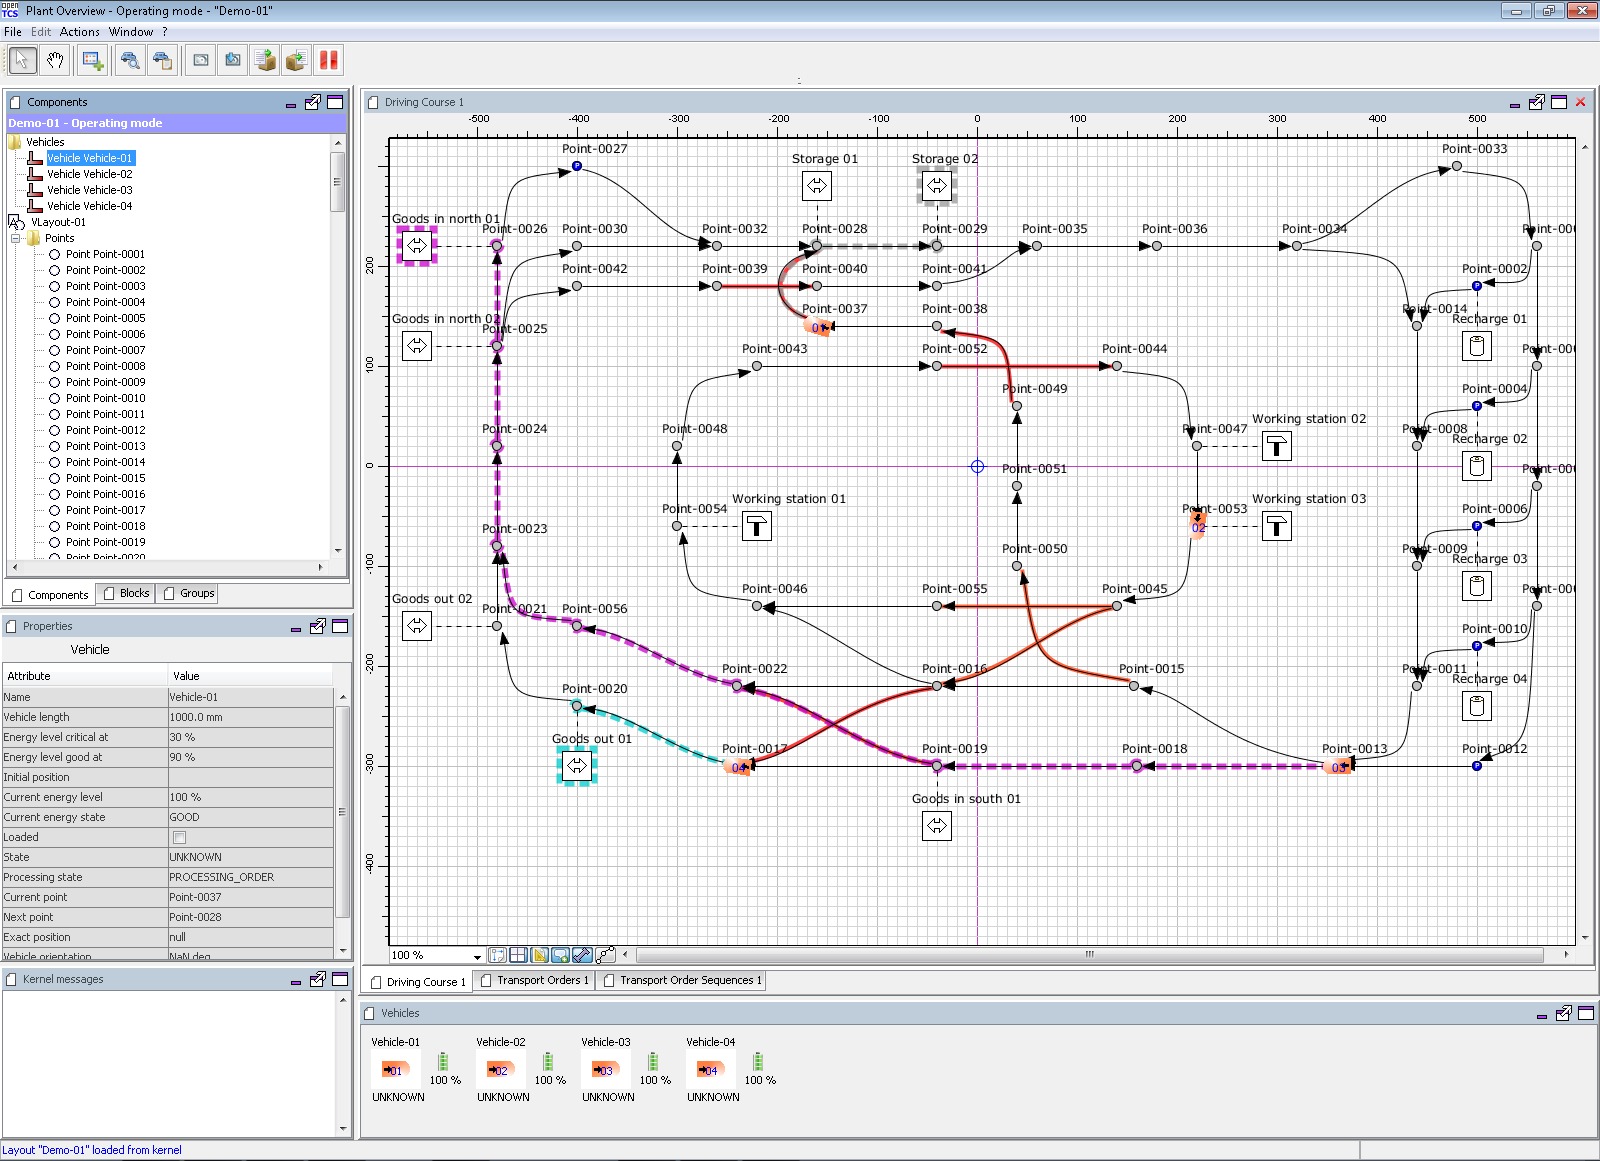 open TCS Plant Overview - Operating mode - "Demo-01"
File Edit Actions Window ?
Components
Demo-01 - Operating mode
Vehicles
Vehicle Vehicle-01
Vehicle Vehicle-02
Vehicle Vehicle-03
Vehicle Vehicle-04
VLayout-01
Points
Point Point-0001
Point Point-0002
Point Point-0003
Point Point-0004
Point Point-0005
Point Point-0006
Point Point-0007
Point Point-0008
Point Point-0009
Point Point-0010
Point Point-0011
Point Point-0012
Point Point-0013
Point Point-0014
Point Point-0015
Point Point-0016
Point Point-0017
Point Point-0018
Point Point-0019
Point Point-0020
Components Blocks Groups
Properties
Vehicle
Attribute Value
Name Vehicle-01
Vehicle length 1000.0 mm
Energy level critical at 30 %
Energy level good at 90 %
Initial position
Current energy level 100 %
Current energy state GOOD
Loaded
State UNKNOWN
Processing state PROCESSING_ORDER
Current point Point-0037
Next point Point-0028
Exact position null
Vehicle orientation NaN deg
Kernel messages
Driving Course 1
-500 -400 -300 -200 -100 0 100 200 300 400 500
200
100
0
-100
-200
-300
-400
Point-0027 Point-0033
Storage 01 Storage 02
Goods in north 01
Point-0026 Point-0030 Point-0032 Point-0028 Point-0029 Point-0035 Point-0036 Point-0034 Point-00
Point-0042 Point-0039 Point-0040 Point-0041 Point-0002
Goods in north 02 Point-0037 Point-0038 Point-0014
01
Point-0025 Recharge 01
Point-0043 Point-0052 Point-0044 Point-00
Point-0049 Point-0004
Working station 02
Point-0024 Point-0048 Point-0047 Point-0008
Recharge 02
Point-0051 Point-00
Working station 01 Working station 03
Point-0054 Point-0053 Point-0006
02
Point-0023 Point-0050 Point-0009
Recharge 03
Goods out 02 Point-0046 Point-0055 Point-0045 Point-00
Point-0021 Point-0056 Point-0010
Point-0022 Point-0016 Point-0015 Point-0011
Recharge 04
Point-0020
Goods out 01 Point-0017 Point-0019 Point-0018 Point-0013 Point-0012
04 03
Goods in south 01
100 %
Driving Course 1 Transport Orders 1 Transport Order Sequences 1
Vehicles
Vehicle-01 Vehicle-02 Vehicle-03 Vehicle-04
01 02 03 04
100 % 100 % 100 % 100 %
UNKNOWN UNKNOWN UNKNOWN UNKNOWN
Layout "Demo-01" loaded from kernel